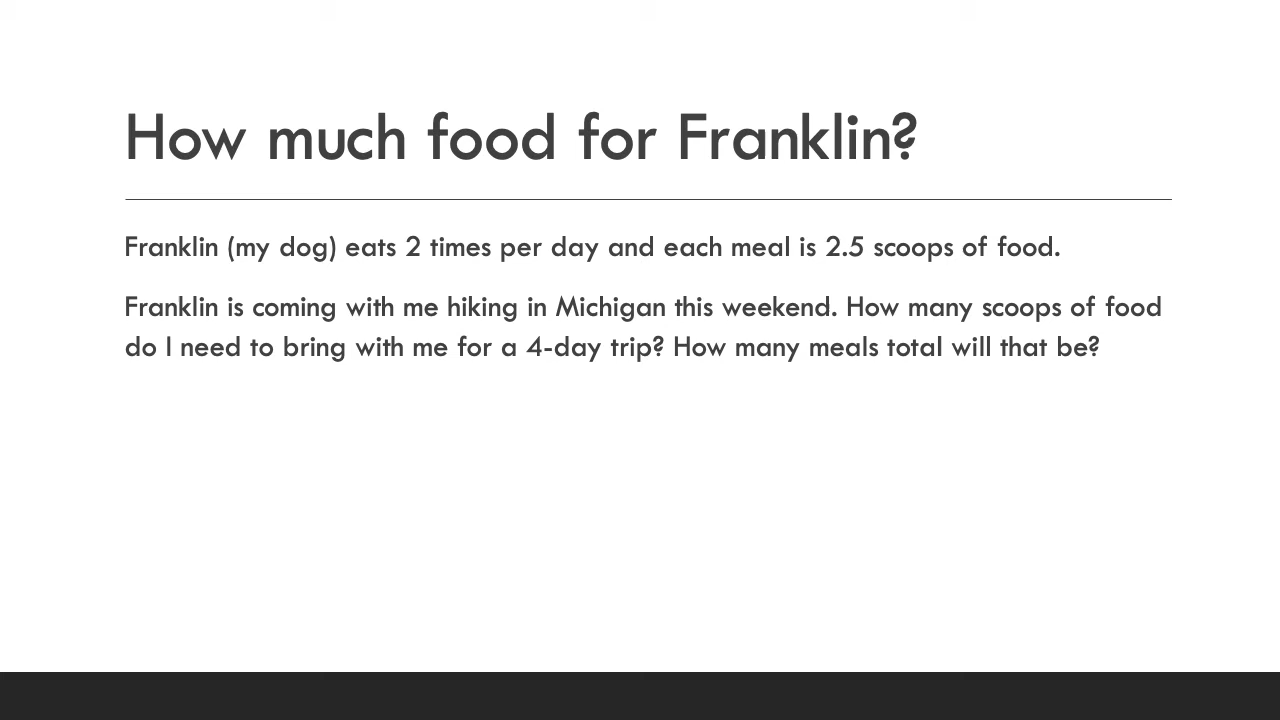 How much food for Franklin?
Franklin (my dog) eats 2 times per day and each meal is 2.5 scoops of food.
Franklin is coming with me hiking in Michigan this weekend. How many scoops of food
do I need to bring with me for a 4-day trip? How many meals total will that be?